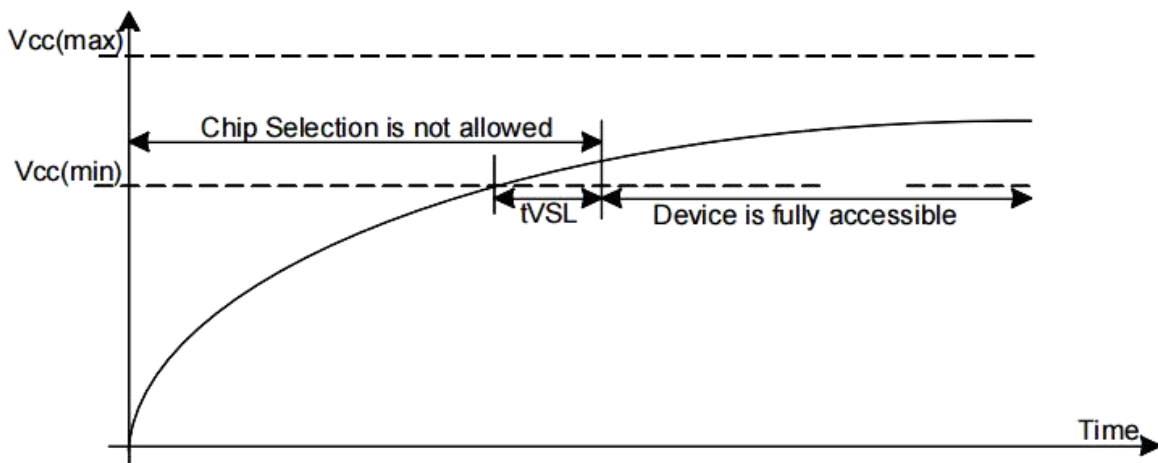 Vcc(max)
Chip Selection is not allowed
Vcc(min)
tVSL
Device is fully accessible
Time